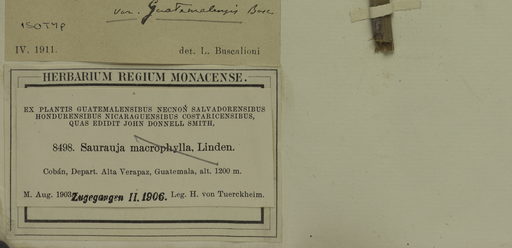 var. Guatemalensis Busc.
ISOTYP
IV. 1911. det. L. Buscalioni
HERBARIUM REGIUM MONACENSE.
EX PLANTIS GUATEMALENSIBUS NECNON SALVADORENSIBUS
HONDURENSIBUS NICARAGUENSIBUS COSTARICENSIBUS,
QUAS EDIDIT JOHN DONNELL SMITH,
8498. Saurauja macrophylla, Linden.
Cobán, Depart. Alta Verapaz, Guatemala, alt. 1200 m.
M. Aug. 1903 Zugegangen II. 1906. Leg. H. von Tuerckheim.